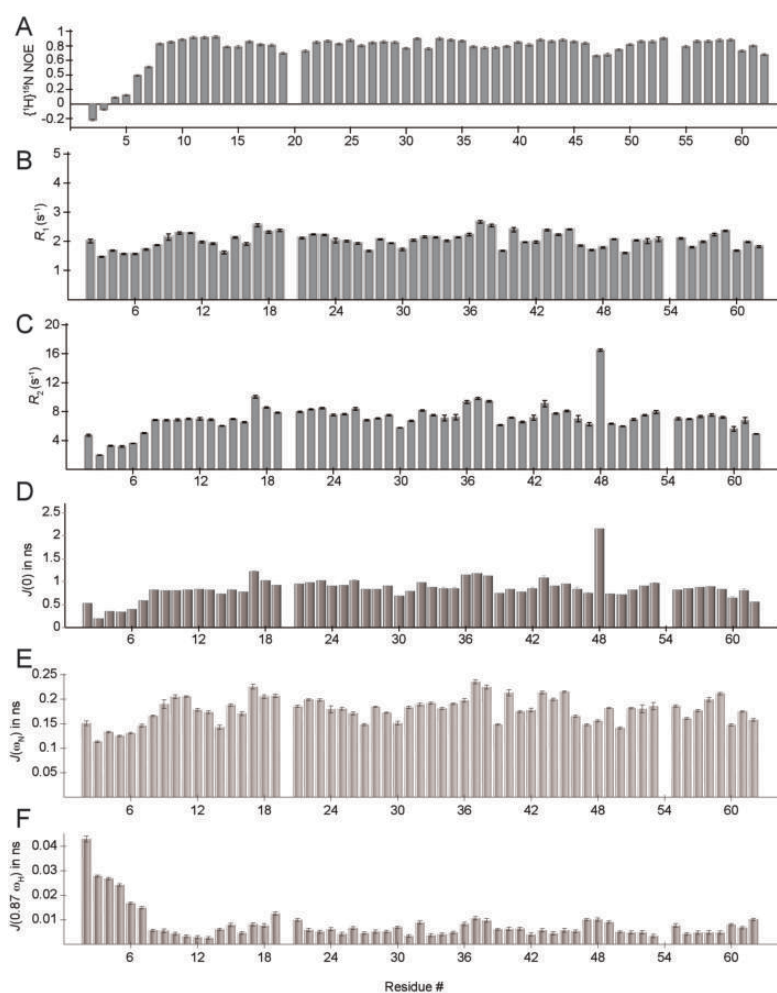 A
{¹H}¹⁵N NOE
1
0.8
0.6
0.5
0.2
0
-0.2
5 10 15 20 25 30 35 40 45 50 55 60
B
R₁ (s⁻¹)
5
4
3
2
1
6 12 18 24 30 36 42 48 54 60
C
R₂ (s⁻¹)
20
16
12
8
4
6 12 18 24 30 36 42 48 54 60
D
J(0) in ns
2.5
2
1.5
1
0.5
0
6 12 18 24 30 36 42 48 54 60
E
J(ω_N) in ns
0.25
0.2
0.15
0.1
0.05
6 12 18 24 30 36 42 48 54 60
F
J(0.87 ω_H) in ns
0.04
0.03
0.02
0.01
6 12 18 24 30 36 42 48 54 60
Residue #